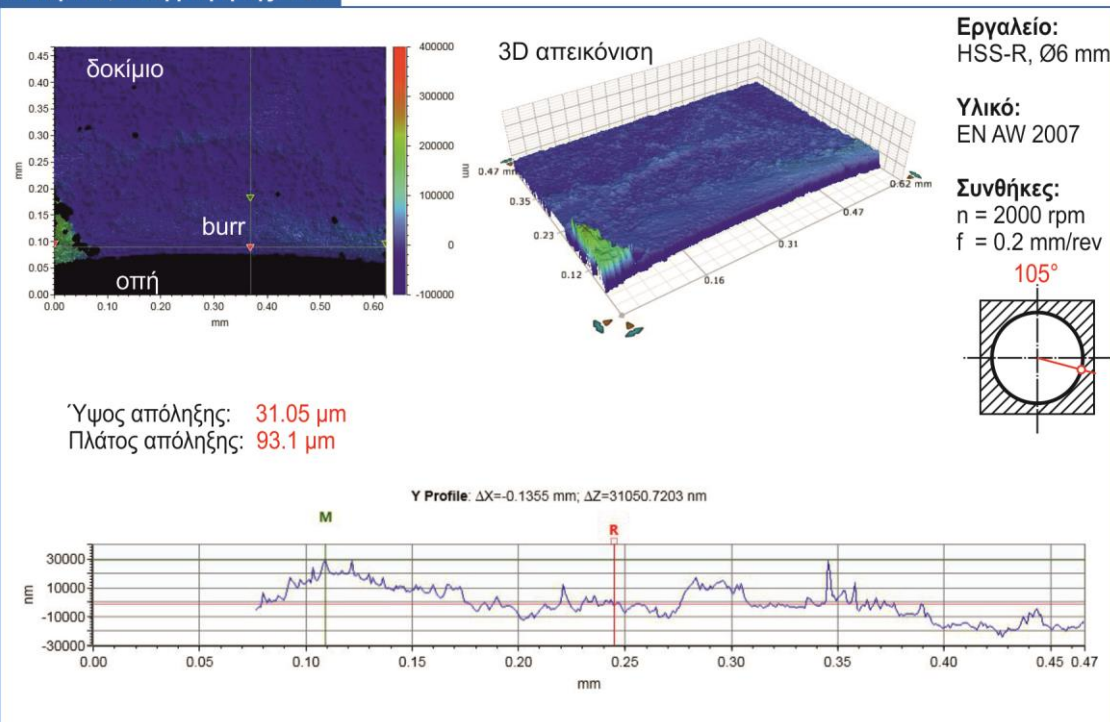 δοκίμιο
burr
οπή
0.45
0.40
0.35
0.30
0.25
0.20
0.15
0.10
0.05
0.00
mm
0.00 0.10 0.20 0.30 0.40 0.50 0.62
mm
400000
300000
200000
100000
0
-100000
nm
3D απεικόνιση
0.47 mm
0.35
0.23
0.12
0.16
0.31
0.47
0.62 mm
Εργαλείο:
HSS-R, Ø6 mm
Υλικό:
EN AW 2007
Συνθήκες:
n = 2000 rpm
f = 0.2 mm/rev
105°
Ύψος απόληξης: 31.05 μm
Πλάτος απόληξης: 93.1 μm
Y Profile: ΔX=-0.1355 mm; ΔZ=31050.7203 nm
M
R
30000
10000
-10000
-30000
nm
0.00 0.05 0.10 0.15 0.20 0.25 0.30 0.35 0.40 0.45 0.47
mm